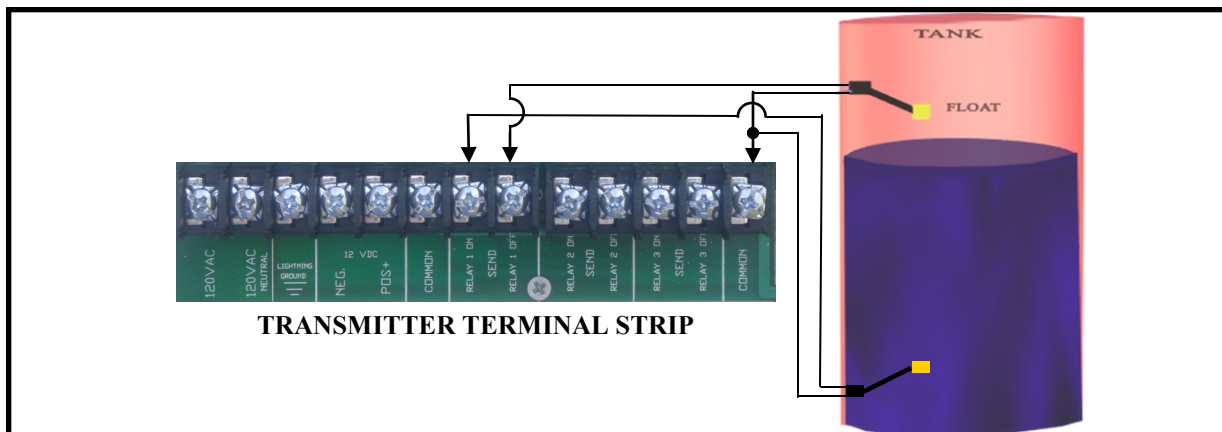 TANK
FLOAT
120VAC
120VAC
NEUTRAL
LIGHTNING
GROUND
12 VDC
NEG.
POS+
COMMON
RELAY 1 ON
SEND
RELAY 1 OFF
RELAY 2 ON
SEND
RELAY 2 OFF
RELAY 3 ON
SEND
RELAY 3 OFF
COMMON
TRANSMITTER TERMINAL STRIP